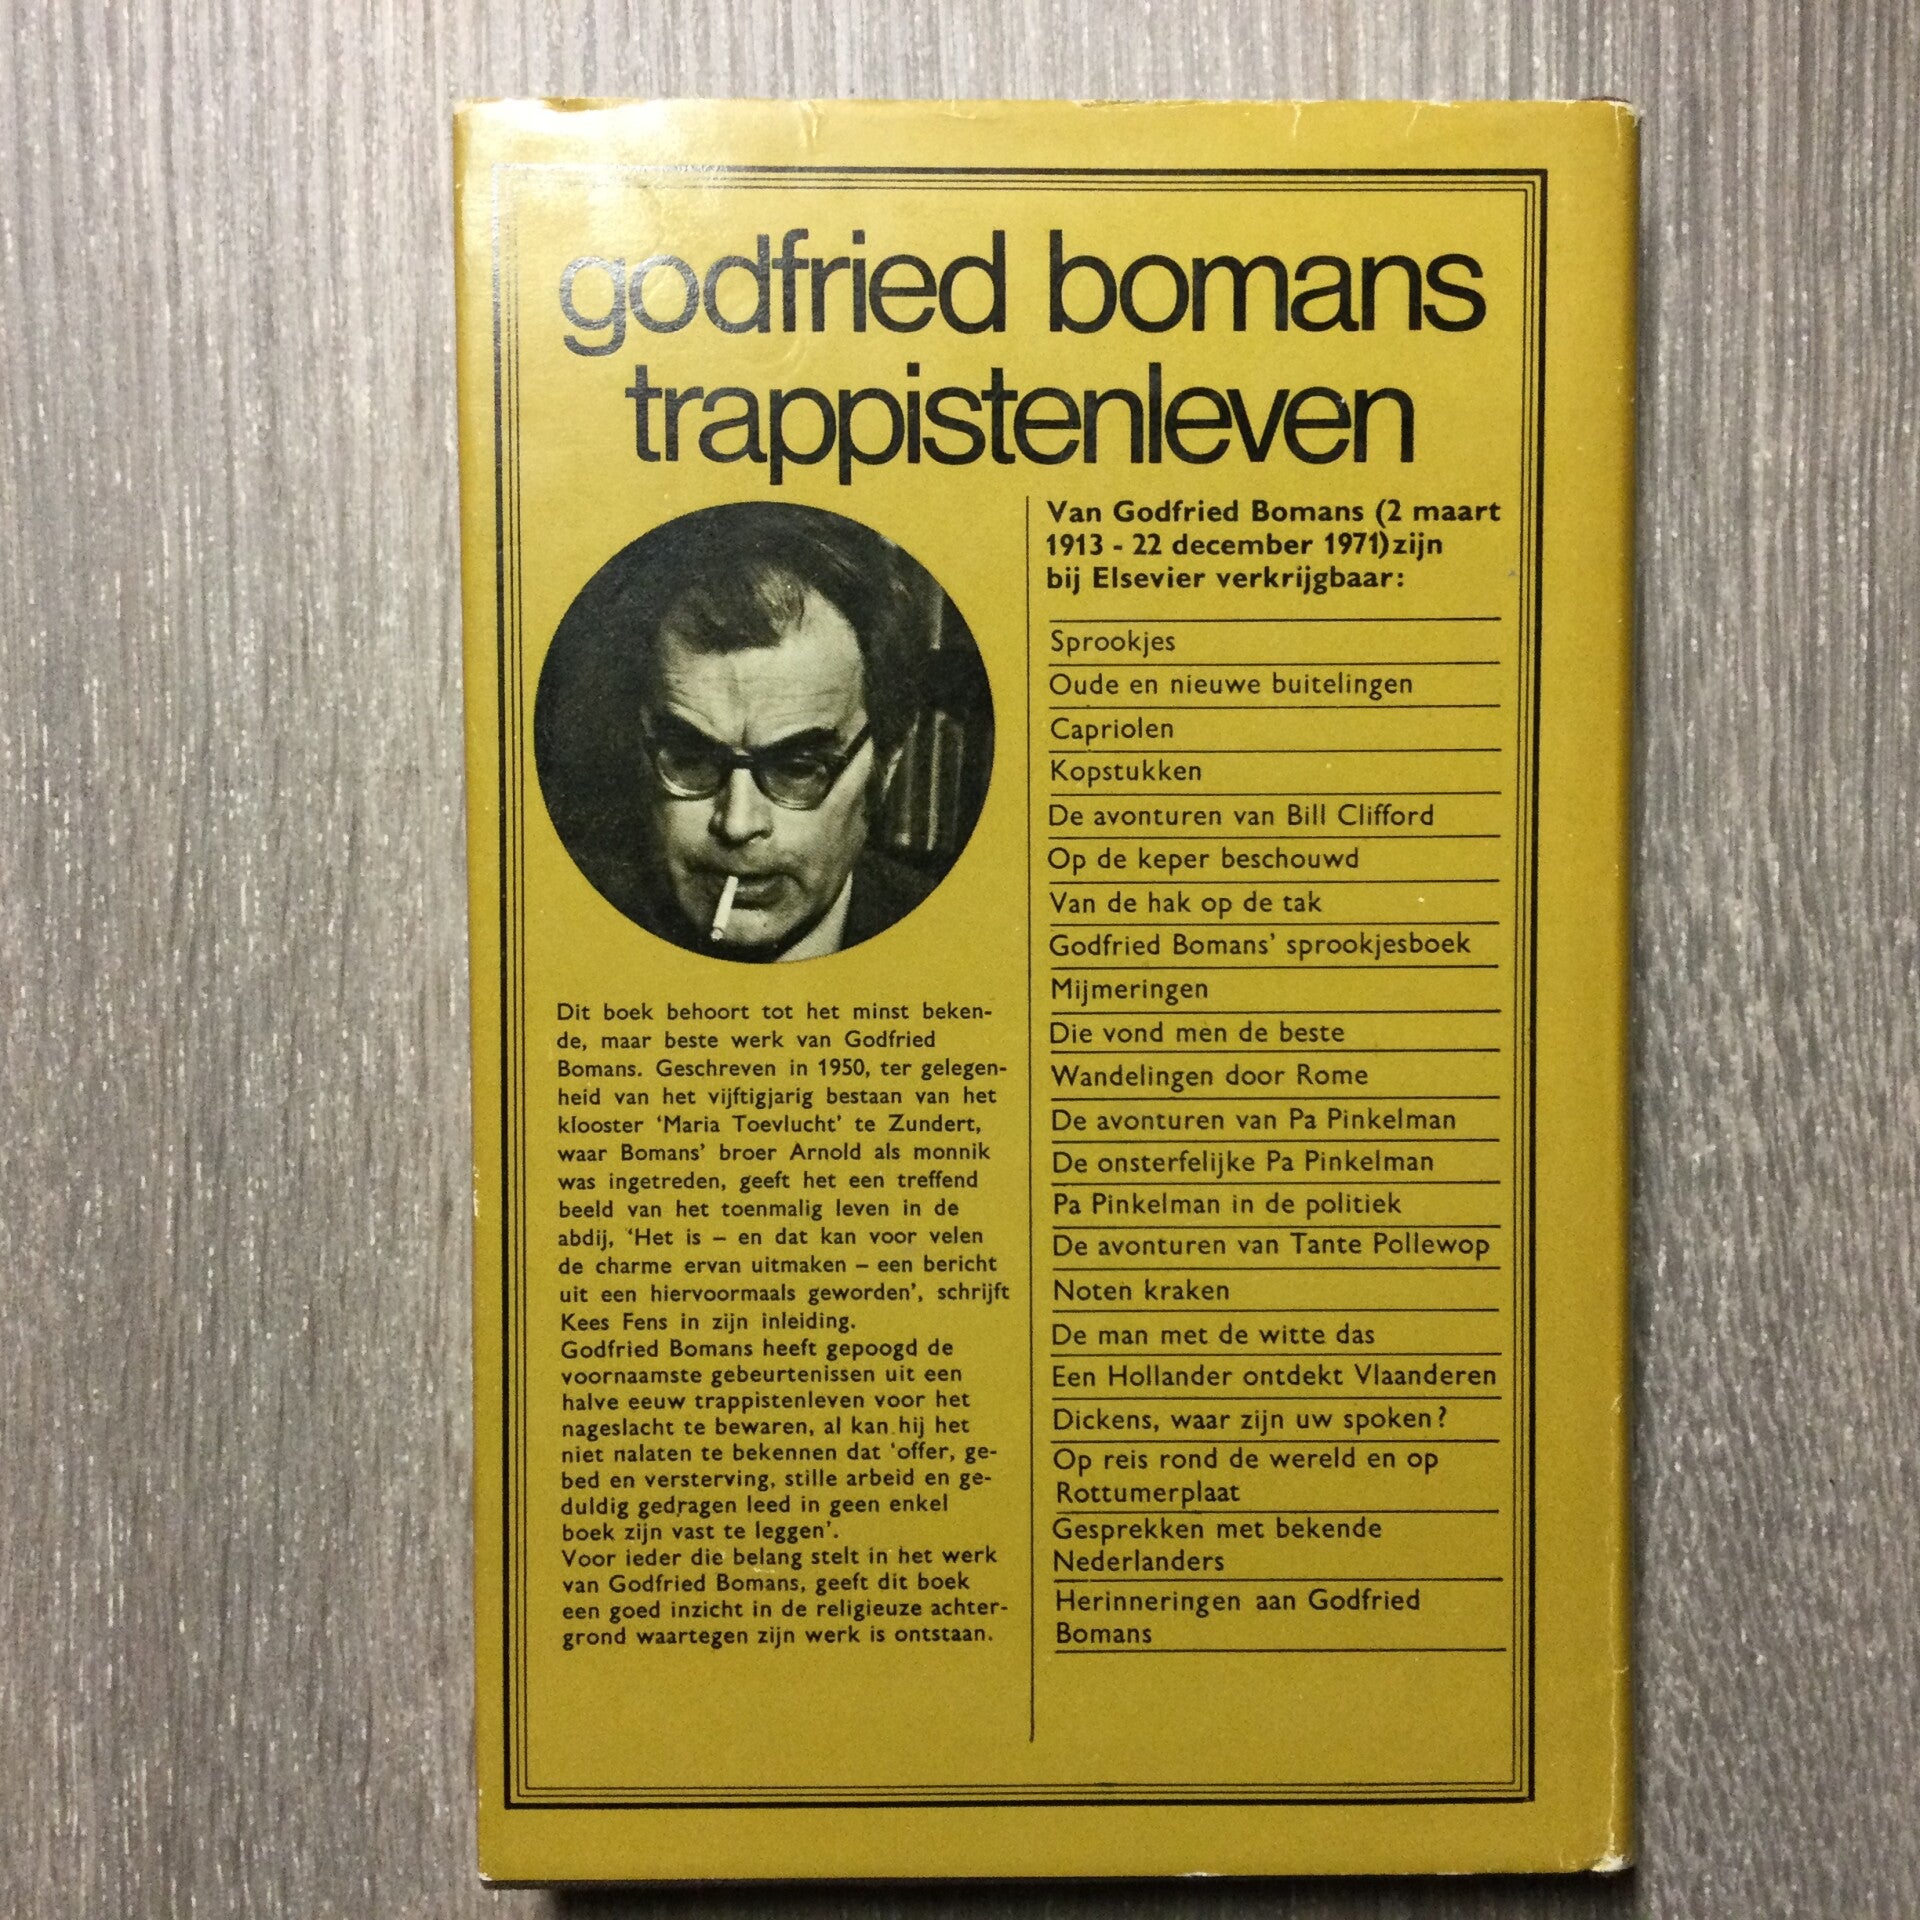 godfried bomans
trappistenleven
Dit boek behoort tot het minst beken-
de, maar beste werk van Godfried
Bomans. Geschreven in 1950, ter gelegen-
heid van het vijftigjarig bestaan van het
klooster ‘Maria Toevlucht’ te Zundert,
waar Bomans’ broer Arnold als monnik
was ingetreden, geeft het een treffend
beeld van het toenmalig leven in de
abdij, ‘Het is – en dat kan voor velen
de charme ervan uitmaken – een bericht
uit een hiervoormaals geworden’, schrijft
Kees Fens in zijn inleiding.
Godfried Bomans heeft gepoogd de
voornaamste gebeurtenissen uit een
halve eeuw trappistenleven voor het
nageslacht te bewaren, al kan hij het
niet nalaten te bekennen dat ‘offer, ge-
bed en versterving, stille arbeid en ge-
duldig gedragen leed in geen enkel
boek zijn vast te leggen’.
Voor ieder die belang stelt in het werk
van Godfried Bomans, geeft dit boek
een goed inzicht in de religieuze achter-
grond waartegen zijn werk is ontstaan.
Van Godfried Bomans (2 maart
1913 - 22 december 1971)zijn
bij Elsevier verkrijgbaar:
Sprookjes
Oude en nieuwe buitelingen
Capriolen
Kopstukken
De avonturen van Bill Clifford
Op de keper beschouwd
Van de hak op de tak
Godfried Bomans’ sprookjesboek
Mijmeringen
Die vond men de beste
Wandelingen door Rome
De avonturen van Pa Pinkelman
De onsterfelijke Pa Pinkelman
Pa Pinkelman in de politiek
De avonturen van Tante Pollewop
Noten kraken
De man met de witte das
Een Hollander ontdekt Vlaanderen
Dickens, waar zijn uw spoken?
Op reis rond de wereld en op
Rottumerplaat
Gesprekken met bekende
Nederlanders
Herinneringen aan Godfried
Bomans